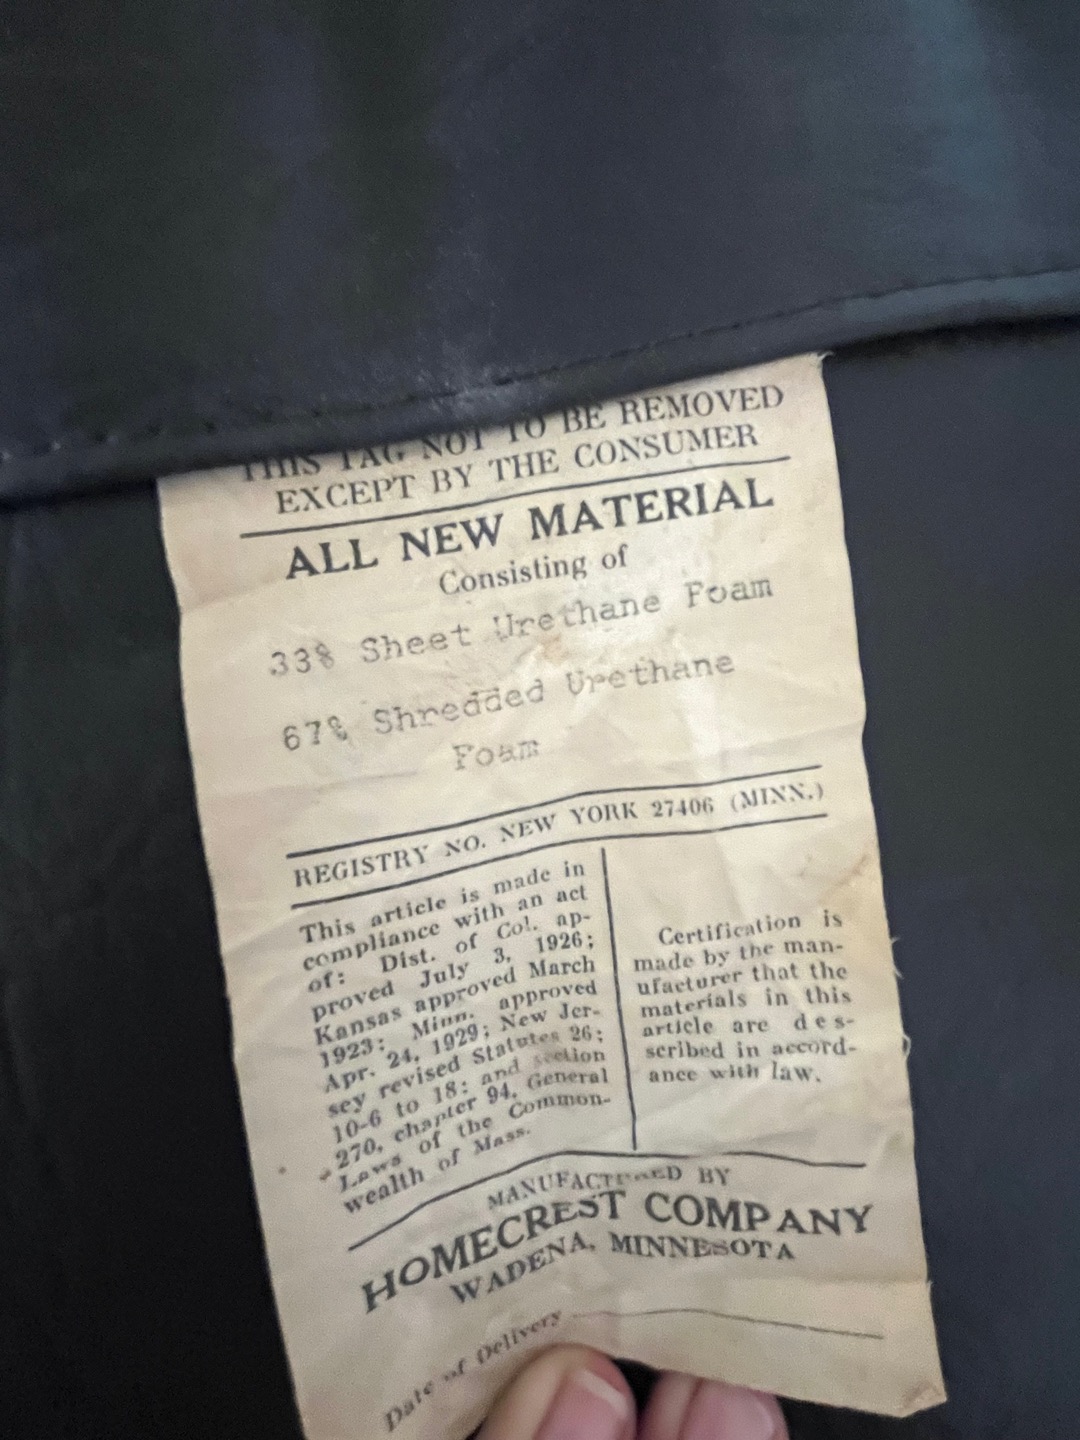 THIS TAG NOT TO BE REMOVED
EXCEPT BY THE CONSUMER
ALL NEW MATERIAL
Consisting of
33% Sheet Urethane Foam
67% Shredded Urethane
Foam
REGISTRY NO. NEW YORK 27406 (MINN.)
This article is made in
compliance with an act
of: Dist. of Col. ap-
proved July 3, 1926;
Kansas approved March
1923; Minn. approved
Apr. 24, 1929; New Jer-
sey revised Statutes 26:
10-6 to 18: and section
270, chapter 94, General
Laws of the Common-
wealth of Mass.
Certification is
made by the man-
ufacturer that the
materials in this
article are des-
scribed in accord-
ance with law.
MANUFACTURED BY
HOMECREST COMPANY
WADENA, MINNESOTA
Date of Delivery